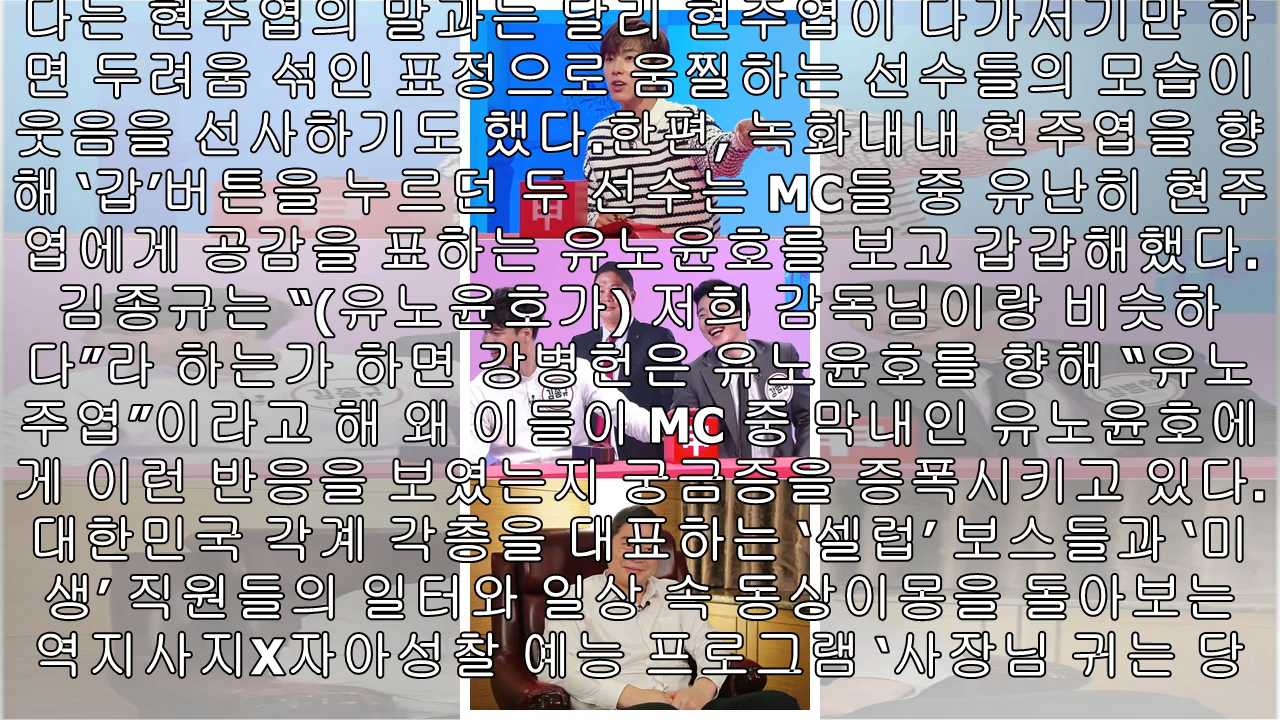 다는 현주엽의 말과는 달리 현주엽이 다가서기만 하
면 두려움 섞인 표정으로 움찔하는 선수들의 모습이
웃음을 선사하기도 했다.한편, 녹화내내 현주엽을 향
해 ‘갑’버튼을 누르던 두 선수는 MC들 중 유난히 현주
엽에게 공감을 표하는 유노윤호를 보고 갑갑해했다.
김종규는 “(유노윤호가) 저희 감독님이랑 비슷하
다”라 하는가 하면 강병현은 유노윤호를 향해 “유노
주엽”이라고 해 왜 이들이 MC 중 막내인 유노윤호에
게 이런 반응을 보였는지 궁금증을 증폭시키고 있다.
대한민국 각계 각층을 대표하는 ‘셀럽’ 보스들과 ‘미
생’ 직원들의 일터와 일상 속 동상이몽을 돌아보는
역지사지X자아성찰 예능 프로그램 ‘사장님 귀는 당
甲
김종규